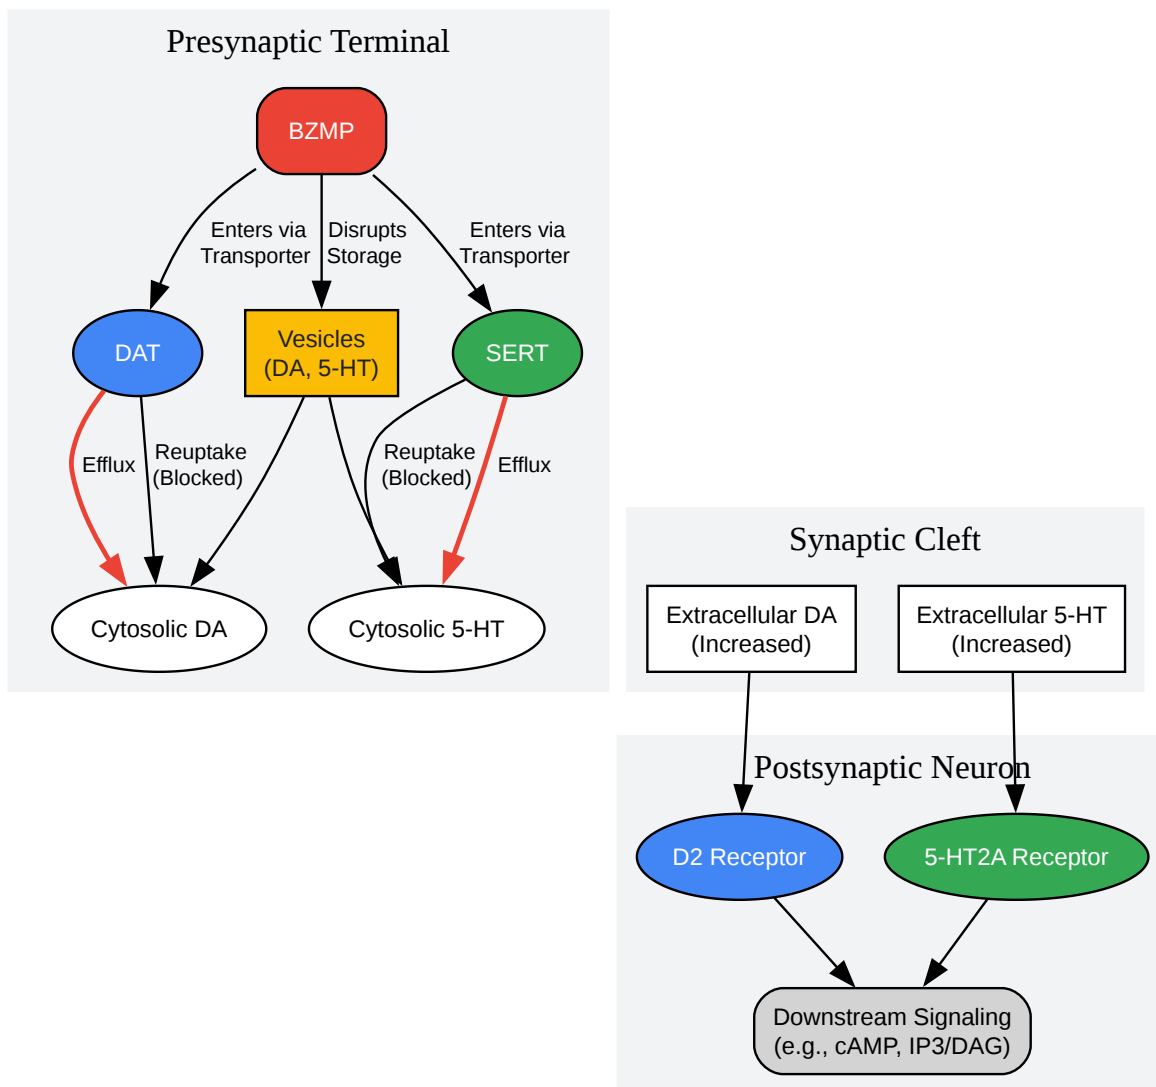 Presynaptic Terminal
BZMP
Enters via
Transporter
Disrupts
Storage
Enters via
Transporter
DAT
Vesicles
(DA, 5-HT)
SERT
Efflux
Reuptake
(Blocked)
Reuptake
(Blocked)
Efflux
Cytosolic DA
Cytosolic 5-HT
Synaptic Cleft
Extracellular DA
(Increased)
Extracellular 5-HT
(Increased)
Postsynaptic Neuron
D2 Receptor
5-HT2A Receptor
Downstream Signaling
(e.g., cAMP, IP3/DAG)